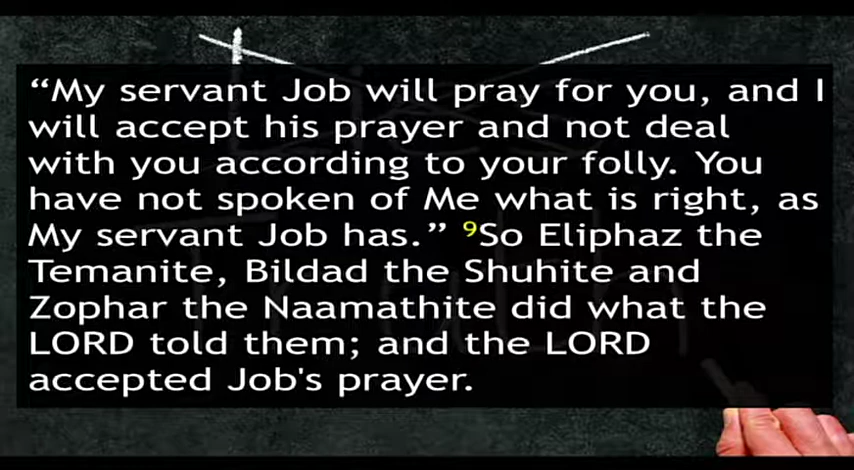 “My servant Job will pray for you, and I
will accept his prayer and not deal
with you according to your folly. You
have not spoken of Me what is right, as
My servant Job has.” ⁹So Eliphaz the
Temanite, Bildad the Shuhite and
Zophar the Naamathite did what the
LORD told them; and the LORD
accepted Job's prayer.